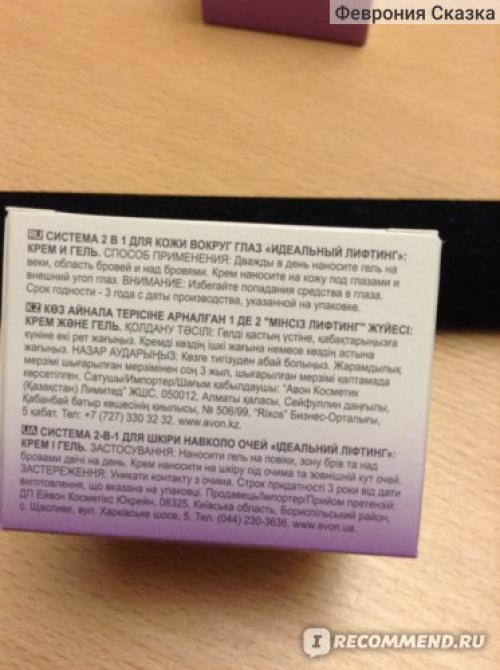 Феврония Сказка
RU СИСТЕМА 2 В 1 ДЛЯ КОЖИ ВОКРУГ ГЛАЗ «ИДЕАЛЬНЫЙ ЛИФТИНГ»:
КРЕМ И ГЕЛЬ. СПОСОБ ПРИМЕНЕНИЯ: Дважды в день наносите гель на
веки, область бровей и над бровями. Крем наносите на кожу под глазами и
внешний угол глаз. ВНИМАНИЕ: Избегайте попадания средства в глаза.
Срок годности - 3 года с даты производства, указанной на упаковке.
KZ КӨЗ АЙНАЛА ТЕРІСІНЕ АРНАЛҒАН 1 ДЕ 2 "МІНСІЗ ЛИФТИНГ" ЖҮЙЕСІ:
КРЕМ ЖӘНЕ ГЕЛЬ. ҚОЛДАНУ ТӘСІЛІ: Гелді қастың үстіне, қабақтарыңызға
күніне екі рет жағыңыз. Кремді көздің ішкі жағына немесе көздің астына
жағыңыз. НАЗАР АУДАРЫҢЫЗ: Көзге тигізуден абай болыңыз. Жарамдылық
мерзімі шығарылған мерзімінен соң 3 жыл, шығарылған мерзімі қаптамада
көрсетілген. Сатушы/Импортер/Шағым қабылдаушы: "Авон Косметик
(Қазақстан) Лимитед" ЖШС, 050012, Алматы қаласы, Сейфуллин даңғылы,
Қабанбай батыр көшесінің қиылысы, № 506/99, "Rixos" Бизнес-Орталығы,
5 қабат. Тел: +7 (727) 330 32 32. www.avon.kz.
UA СИСТЕМА 2-В-1 ДЛЯ ШКІРИ НАВКОЛО ОЧЕЙ «ІДЕАЛЬНИЙ ЛІФТИНГ»:
КРЕМ І ГЕЛЬ. ЗАСТОСУВАННЯ: Наносити гель на повіки, зону брів та над
бровами двічі на день. Крем наносити на шкіру під очима та зовнішній кут очей.
ЗАСТЕРЕЖЕННЯ: Уникати контакту з очима. Строк придатності 3 роки від дати
виготовлення, що вказана на упаковці. Продавець/Імпортер/Прийом претензій:
ДП Ейвон Косметікс Юкрейн, 08325, Київська область, Бориспільський район,
с. Щасливе, вул. Харківське шосе, 5. Тел. (044) 230-3636. www.avon.ua.
I RECOMMEND.RU